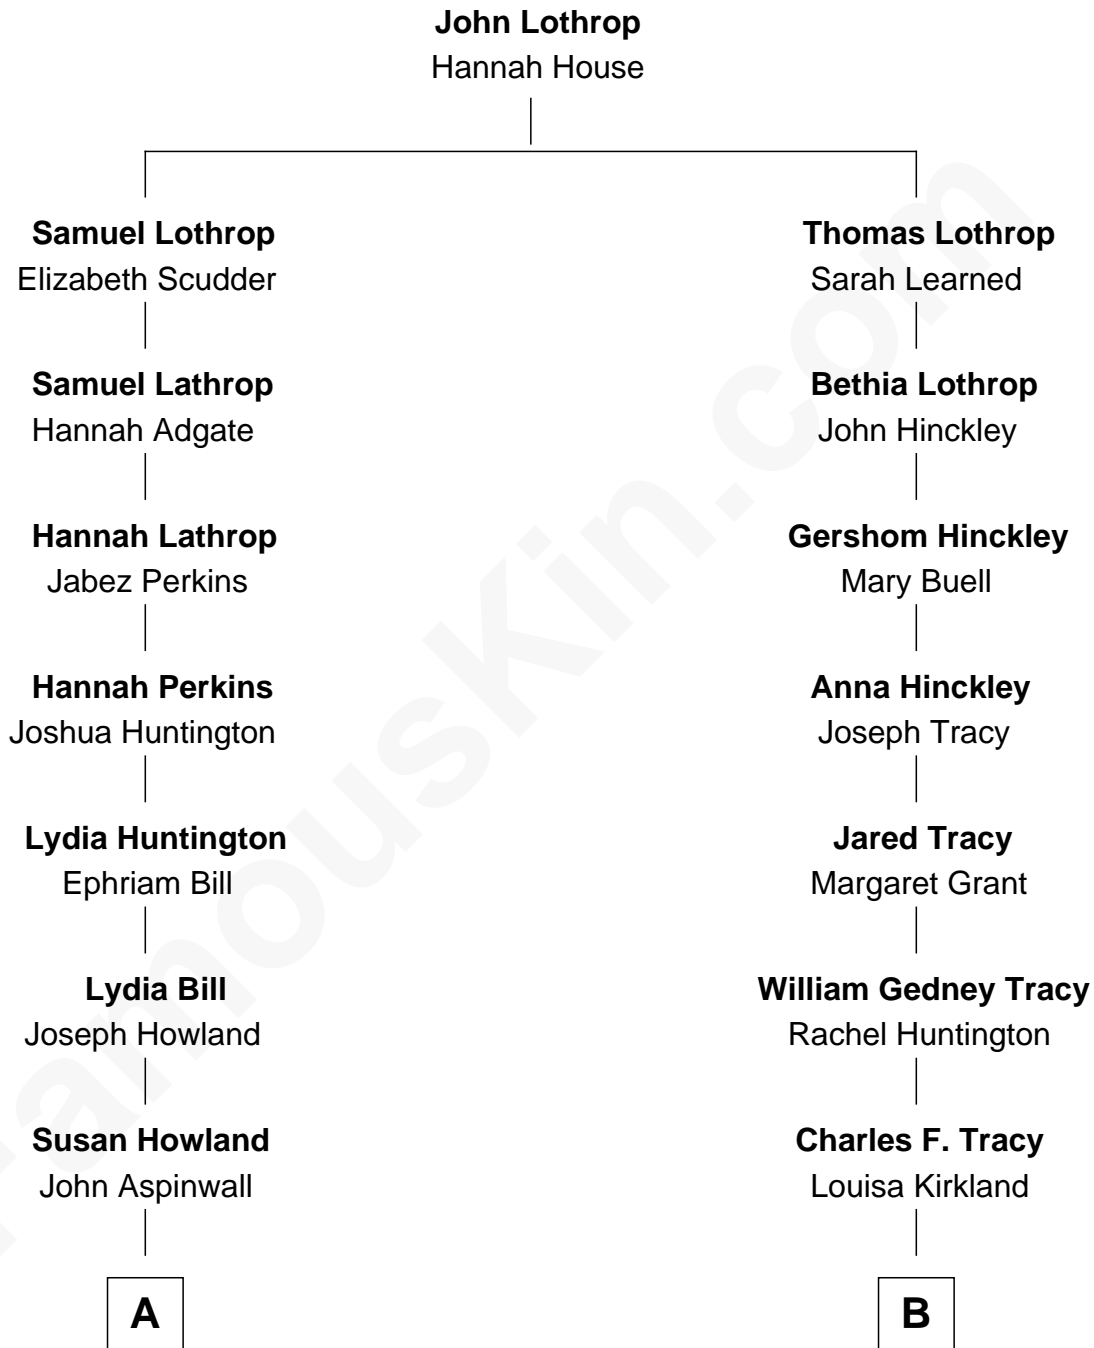 John Lothrop
Hannah House
Samuel Lothrop
Elizabeth Scudder
Thomas Lothrop
Sarah Learned
Samuel Lathrop
Hannah Adgate
Bethia Lothrop
John Hinckley
Hannah Lathrop
Jabez Perkins
Gershom Hinckley
Mary Buell
Hannah Perkins
Joshua Huntington
Anna Hinckley
Joseph Tracy
Lydia Huntington
Ephriam Bill
Jared Tracy
Margaret Grant
Lydia Bill
Joseph Howland
William Gedney Tracy
Rachel Huntington
Susan Howland
John Aspinwall
Charles F. Tracy
Louisa Kirkland
A
B
FamousKin.com